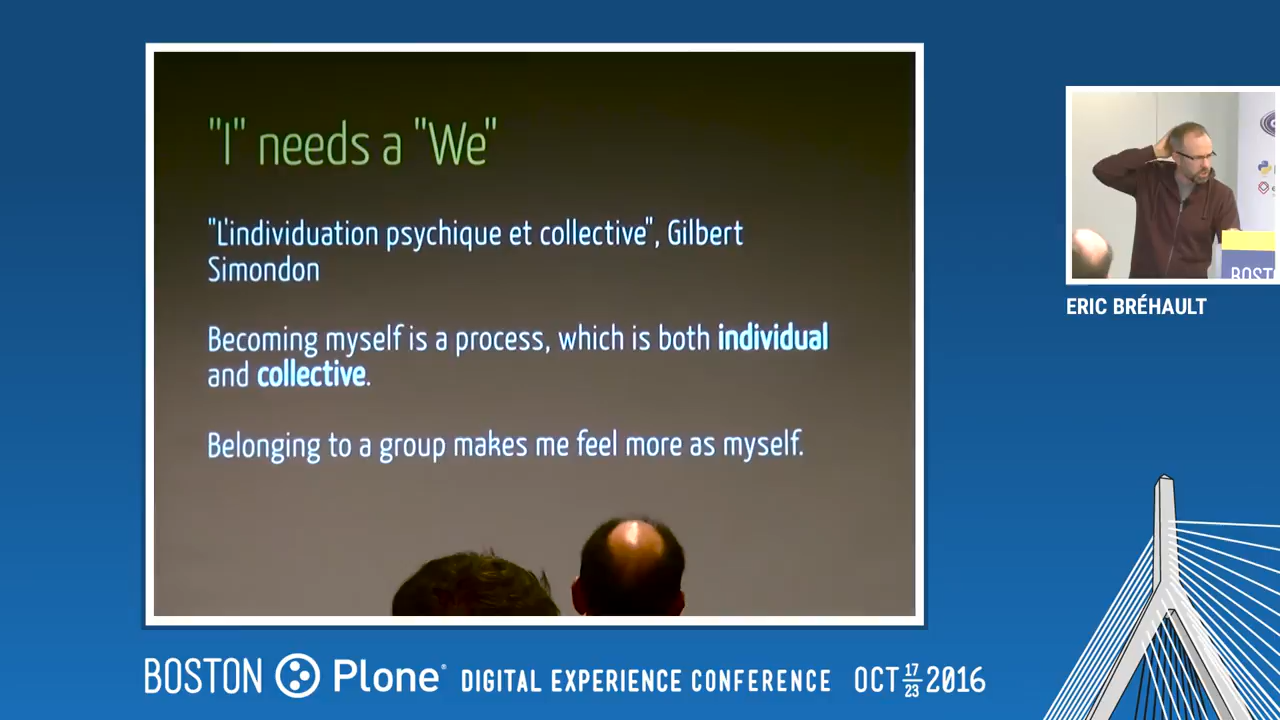 "I" needs a "We"
"L'individuation psychique et collective", Gilbert
Simondon
Becoming myself is a process, which is both individual
and collective.
Belonging to a group makes me feel more as myself.
BOST
ERIC BRÉHAULT
BOSTON Plone® DIGITAL EXPERIENCE CONFERENCE OCT 17 23 2016